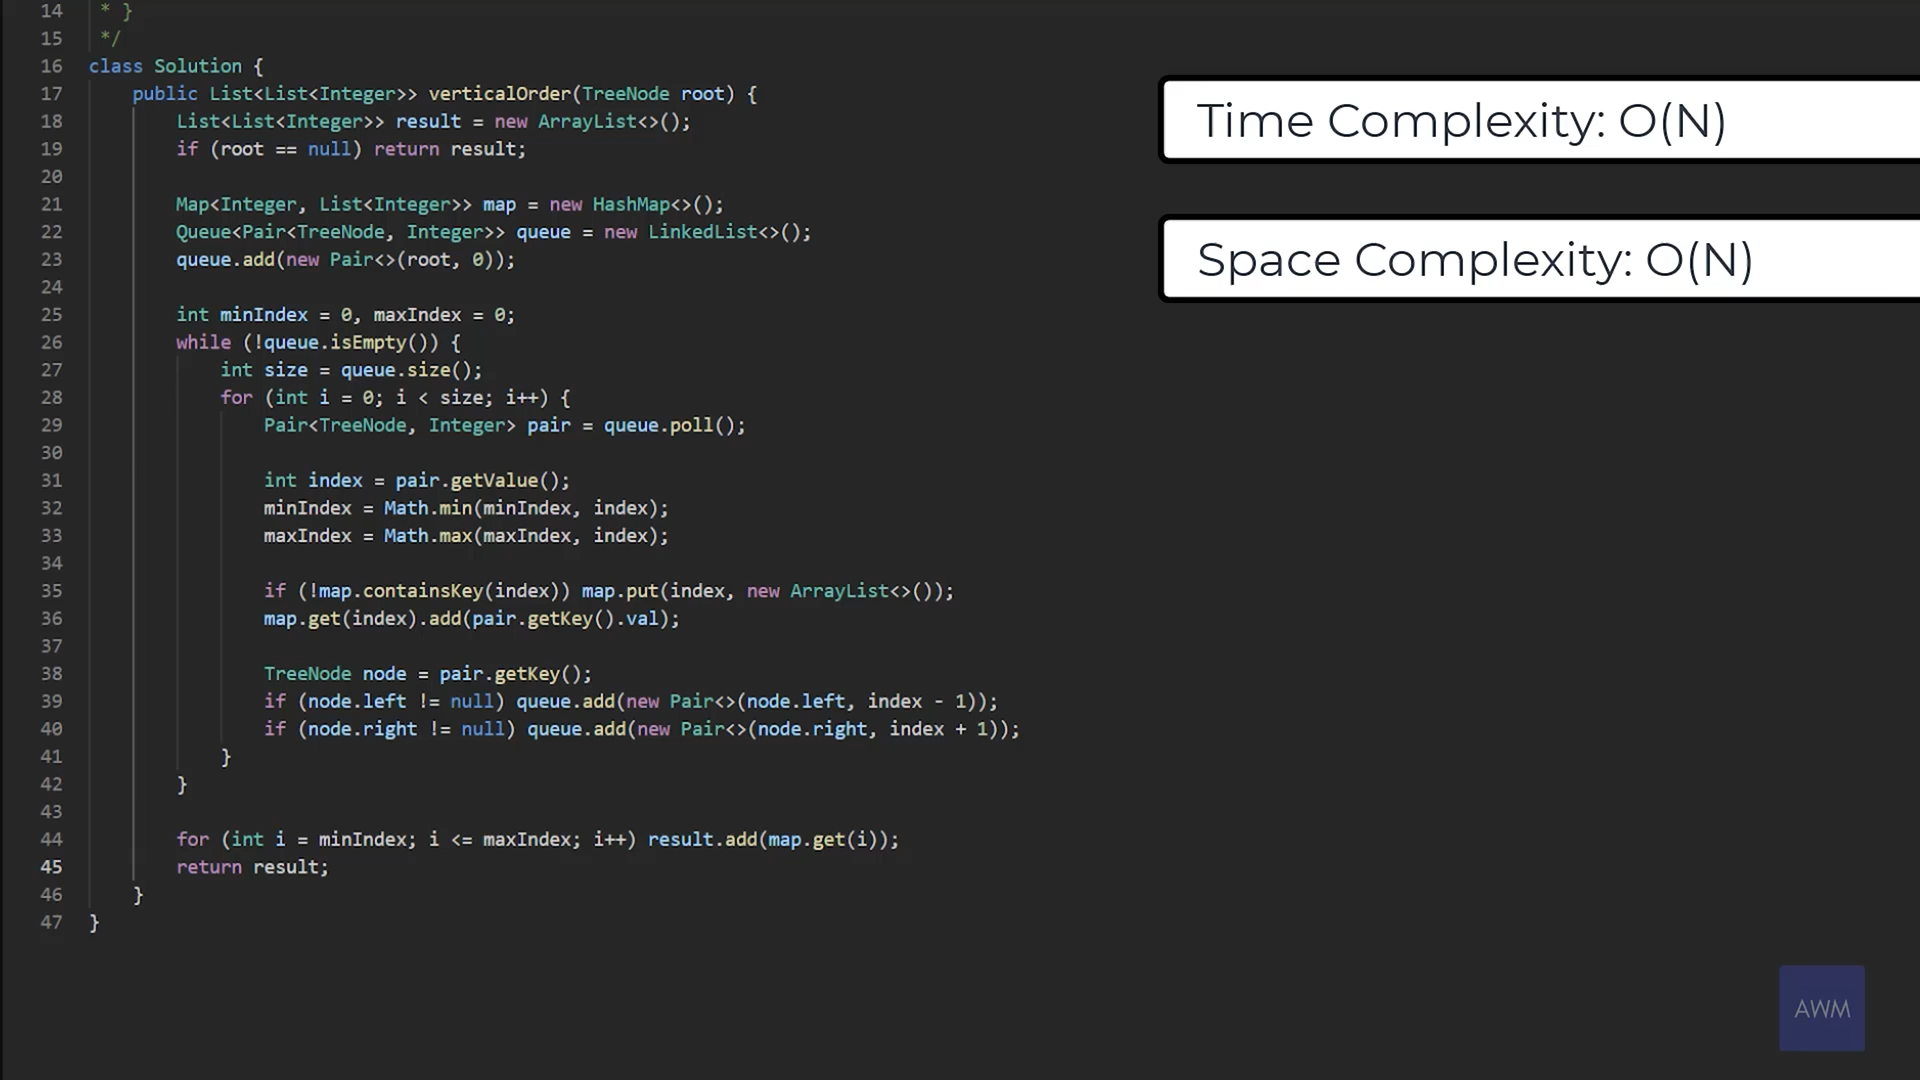 14 * }
15 */
16 class Solution {
17 public List<List<Integer>> verticalOrder(TreeNode root) {
18 List<List<Integer>> result = new ArrayList<>();
19 if (root == null) return result;
20
21 Map<Integer, List<Integer>> map = new HashMap<>();
22 Queue<Pair<TreeNode, Integer>> queue = new LinkedList<>();
23 queue.add(new Pair<>(root, 0));
24
25 int minIndex = 0, maxIndex = 0;
26 while (!queue.isEmpty()) {
27 int size = queue.size();
28 for (int i = 0; i < size; i++) {
29 Pair<TreeNode, Integer> pair = queue.poll();
30
31 int index = pair.getValue();
32 minIndex = Math.min(minIndex, index);
33 maxIndex = Math.max(maxIndex, index);
34
35 if (!map.containsKey(index)) map.put(index, new ArrayList<>());
36 map.get(index).add(pair.getKey().val);
37
38 TreeNode node = pair.getKey();
39 if (node.left != null) queue.add(new Pair<>(node.left, index - 1));
40 if (node.right != null) queue.add(new Pair<>(node.right, index + 1));
41 }
42 }
43
44 for (int i = minIndex; i <= maxIndex; i++) result.add(map.get(i));
45 return result;
46 }
47 }
Time Complexity: O(N)
Space Complexity: O(N)
AWM